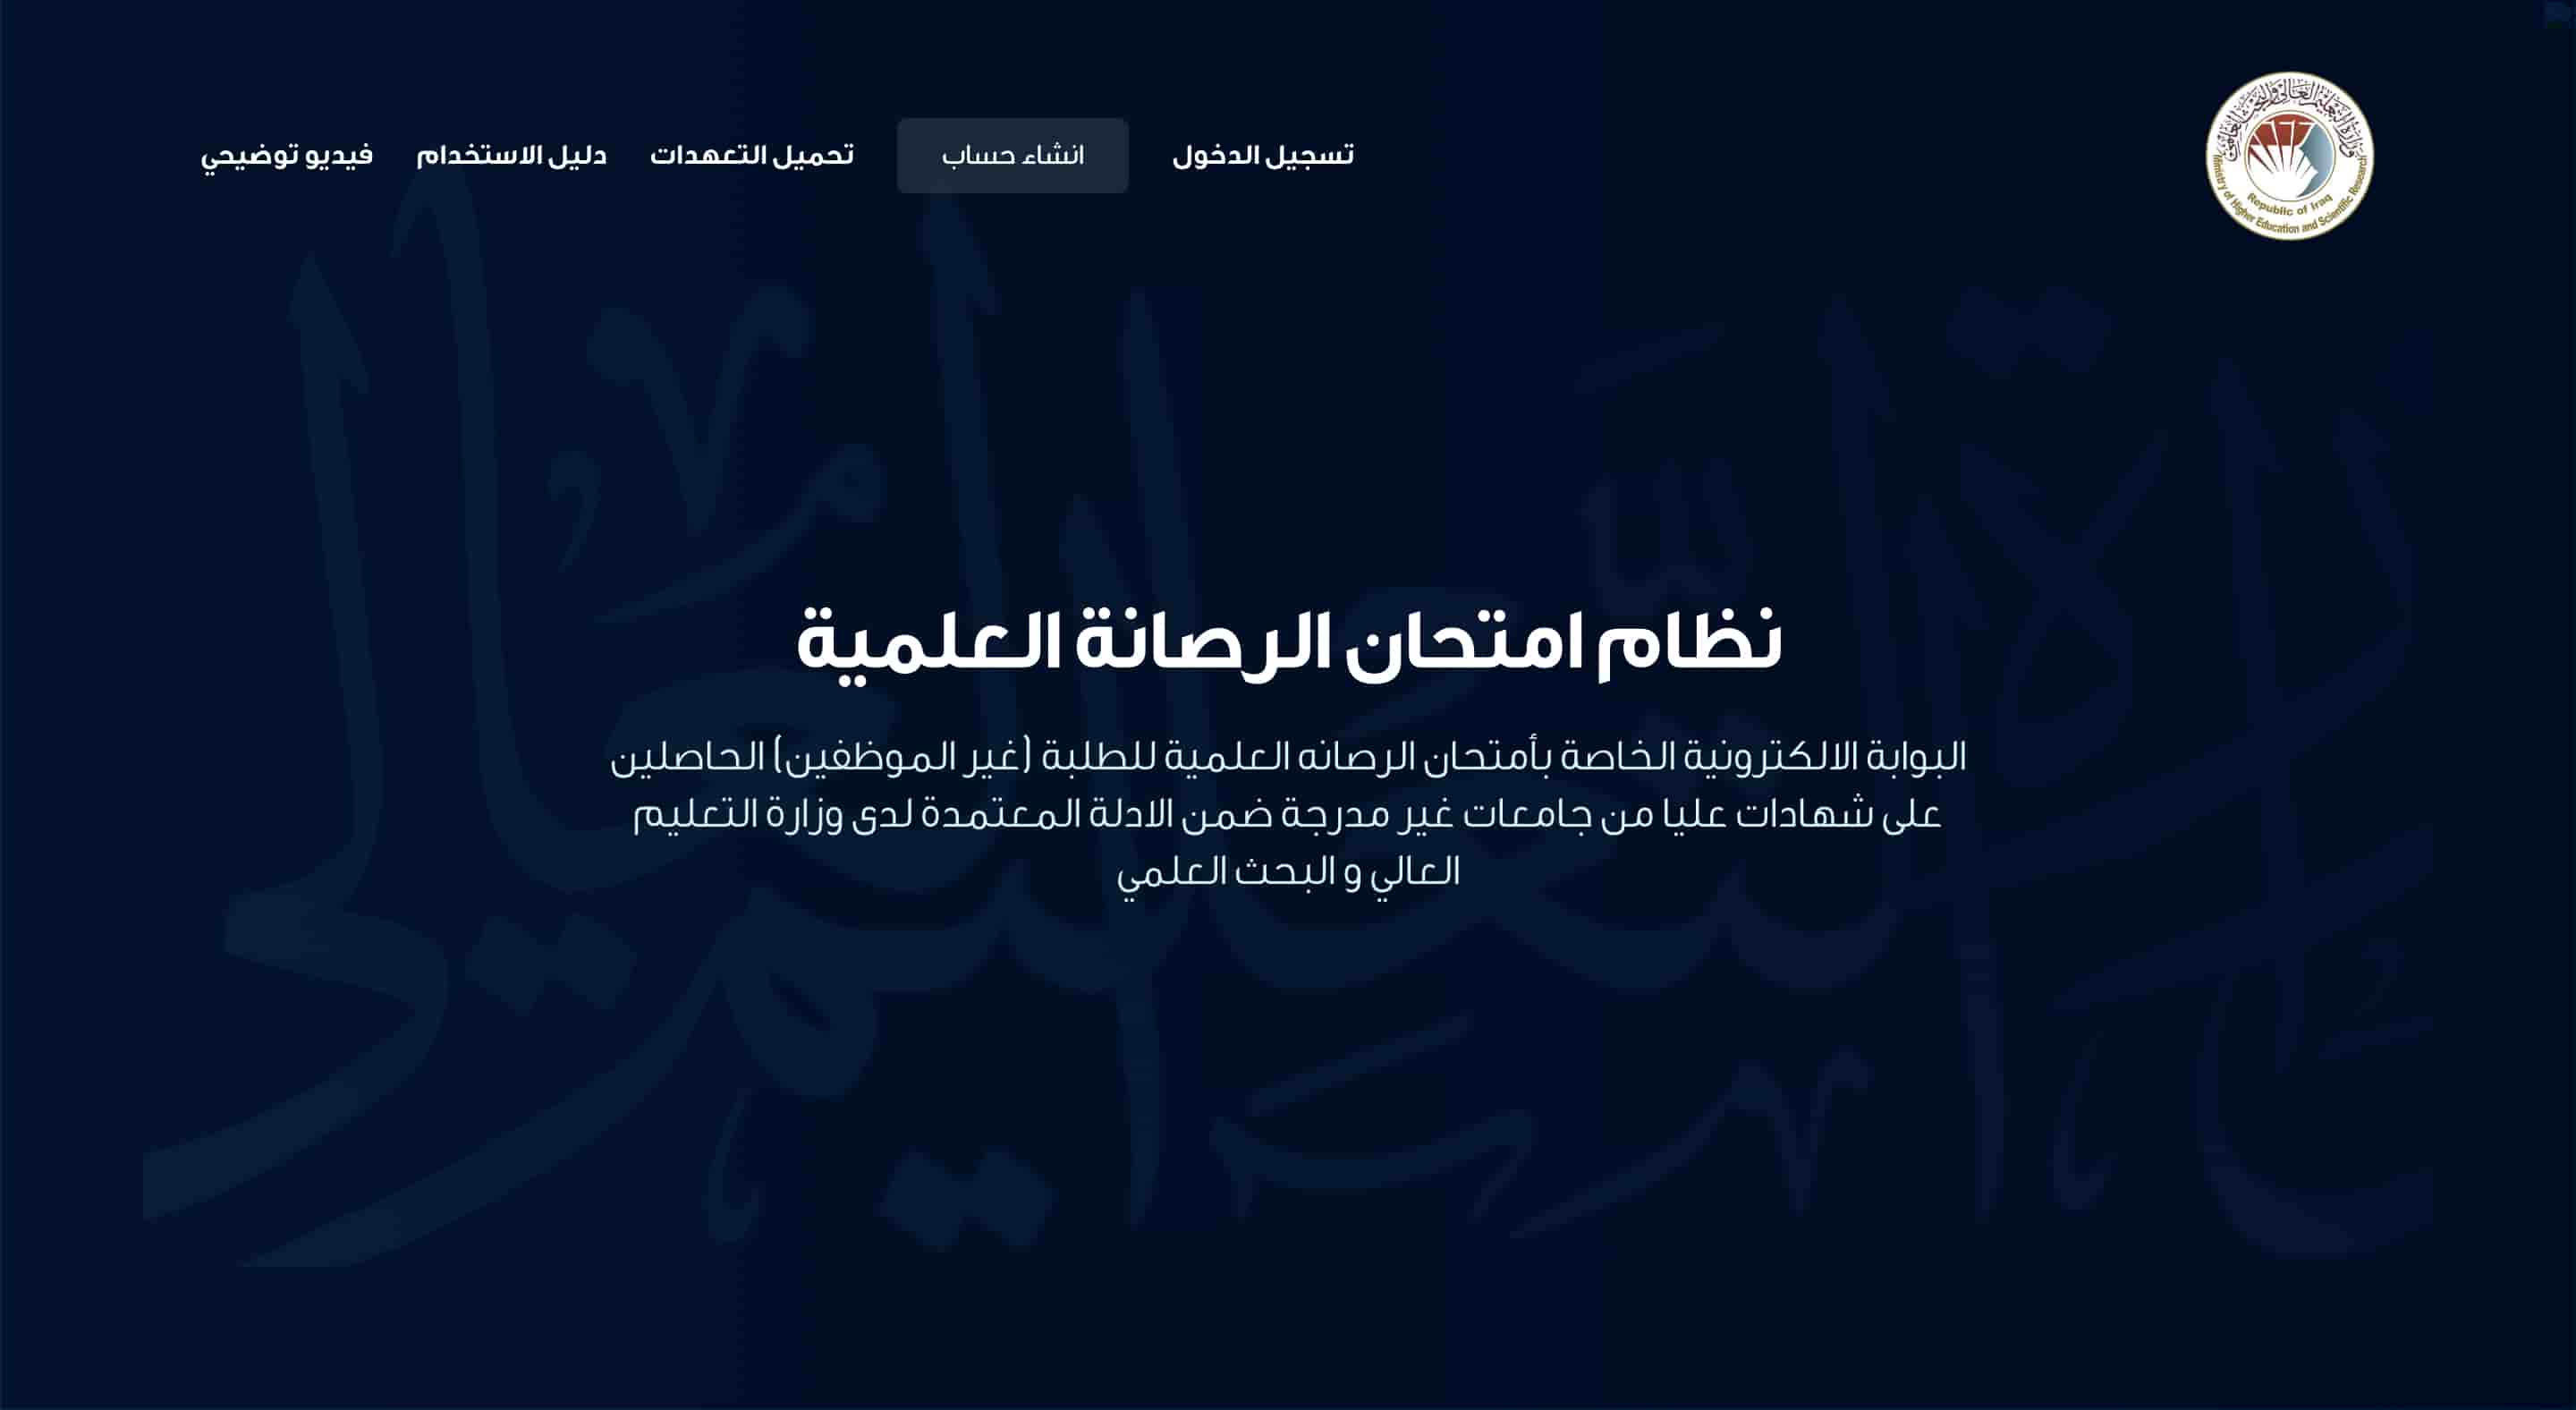 وزارة التعليم العالي والبحث العلمي
Republic of Iraq
Ministry of Higher Education and Scientific Research
تسجيل الدخول
انشاء حساب
تحميل التعهدات
دليل الاستخدام
فيديو توضيحي
نظام امتحان الرصانة العلمية
البوابة الالكترونية الخاصة بأمتحان الرصانه العلمية للطلبة (غير الموظفين) الحاصلين
على شهادات عليا من جامعات غير مدرجة ضمن الادلة المعتمدة لدى وزارة التعليم
العالي و البحث العلمي